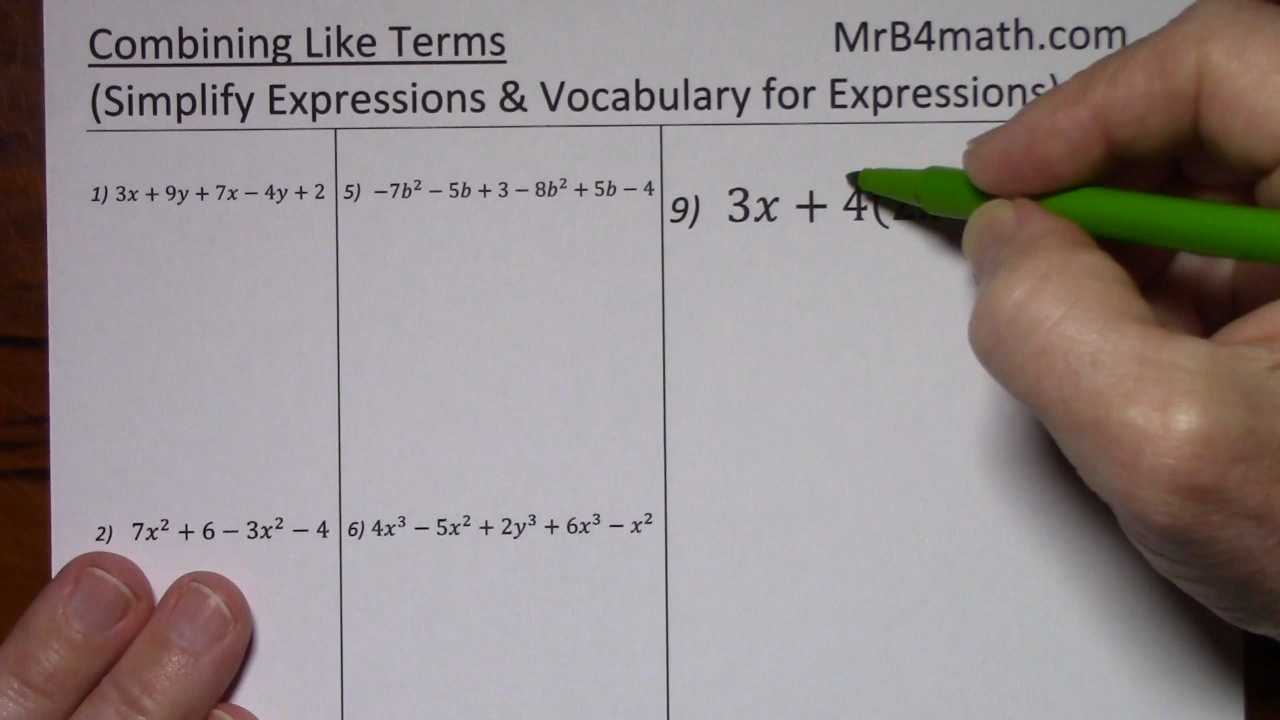 Combining Like Terms MrB4math.com
(Simplify Expressions & Vocabulary for Expressions)
1) 3x + 9y + 7x − 4y + 2
5) −7b² − 5b + 3 − 8b² + 5b − 4
9) 3x + 4(
2) 7x² + 6 − 3x² − 4
6) 4x³ − 5x² + 2y³ + 6x³ − x²